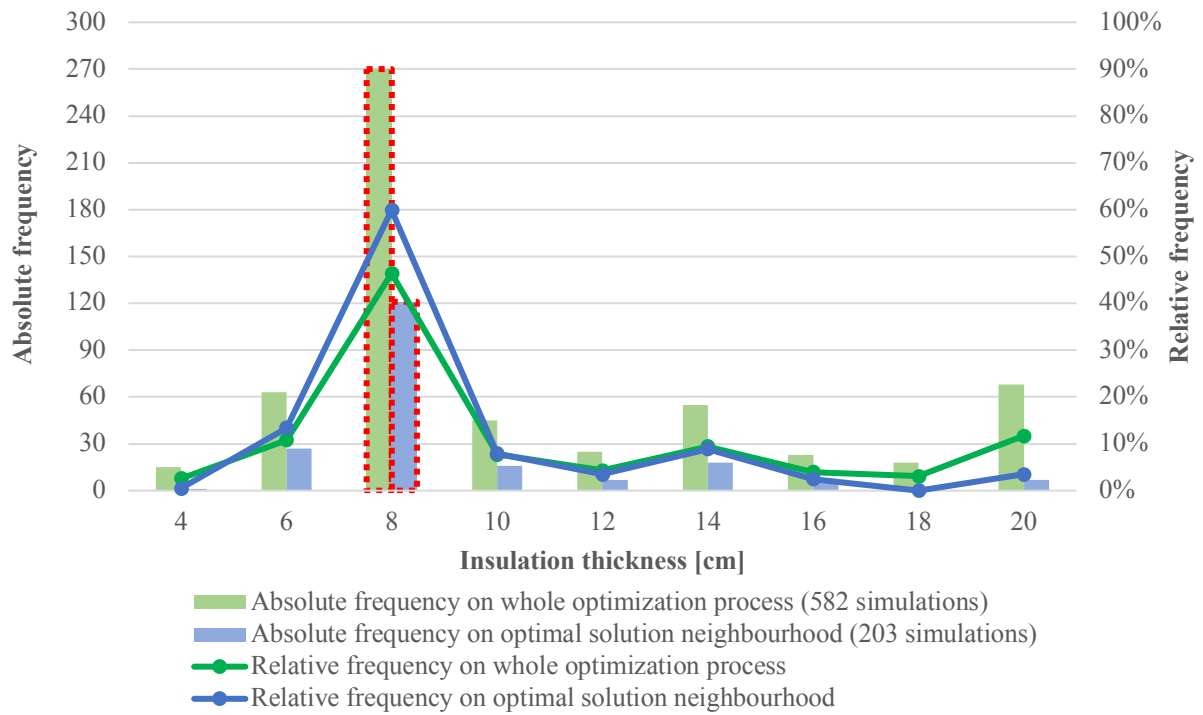 300 100%
270 90%
240 80%
210 70%
180 60%
150 50%
120 40%
90 30%
60 20%
30 10%
0 0%
Absolute frequency
Relative frequency
4 6 8 10 12 14 16 18 20
Insulation thickness [cm]
Absolute frequency on whole optimization process (582 simulations)
Absolute frequency on optimal solution neighbourhood (203 simulations)
Relative frequency on whole optimization process
Relative frequency on optimal solution neighbourhood